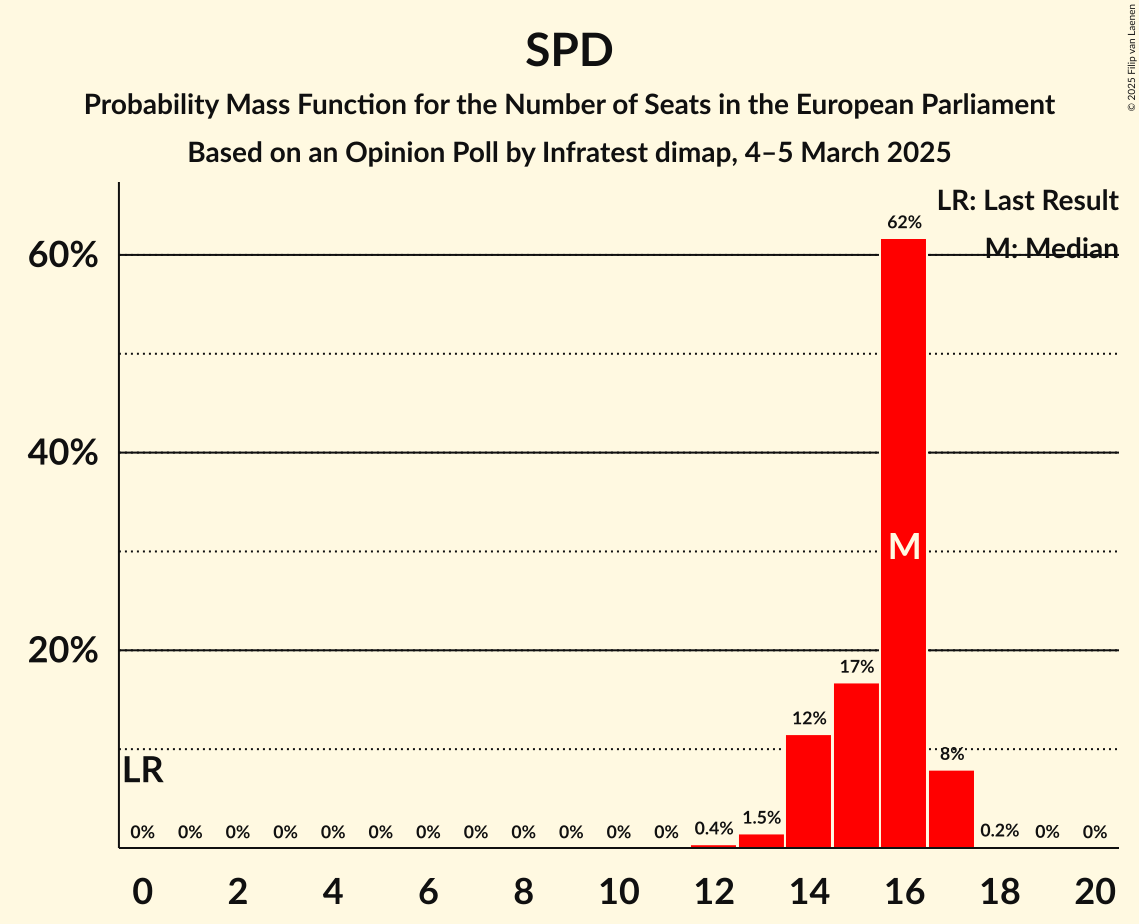 SPD
Probability Mass Function for the Number of Seats in the European Parliament
Based on an Opinion Poll by Infratest dimap, 4–5 March 2025
© 2025 Filip van Laenen
LR: Last Result
M: Median
60%
40%
20%
62%
17%
12%
8%
M
LR
0% 0% 0% 0% 0% 0% 0% 0% 0% 0% 0% 0% 0.4% 1.5% 0.2% 0% 0%
0 2 4 6 8 10 12 14 16 18 20